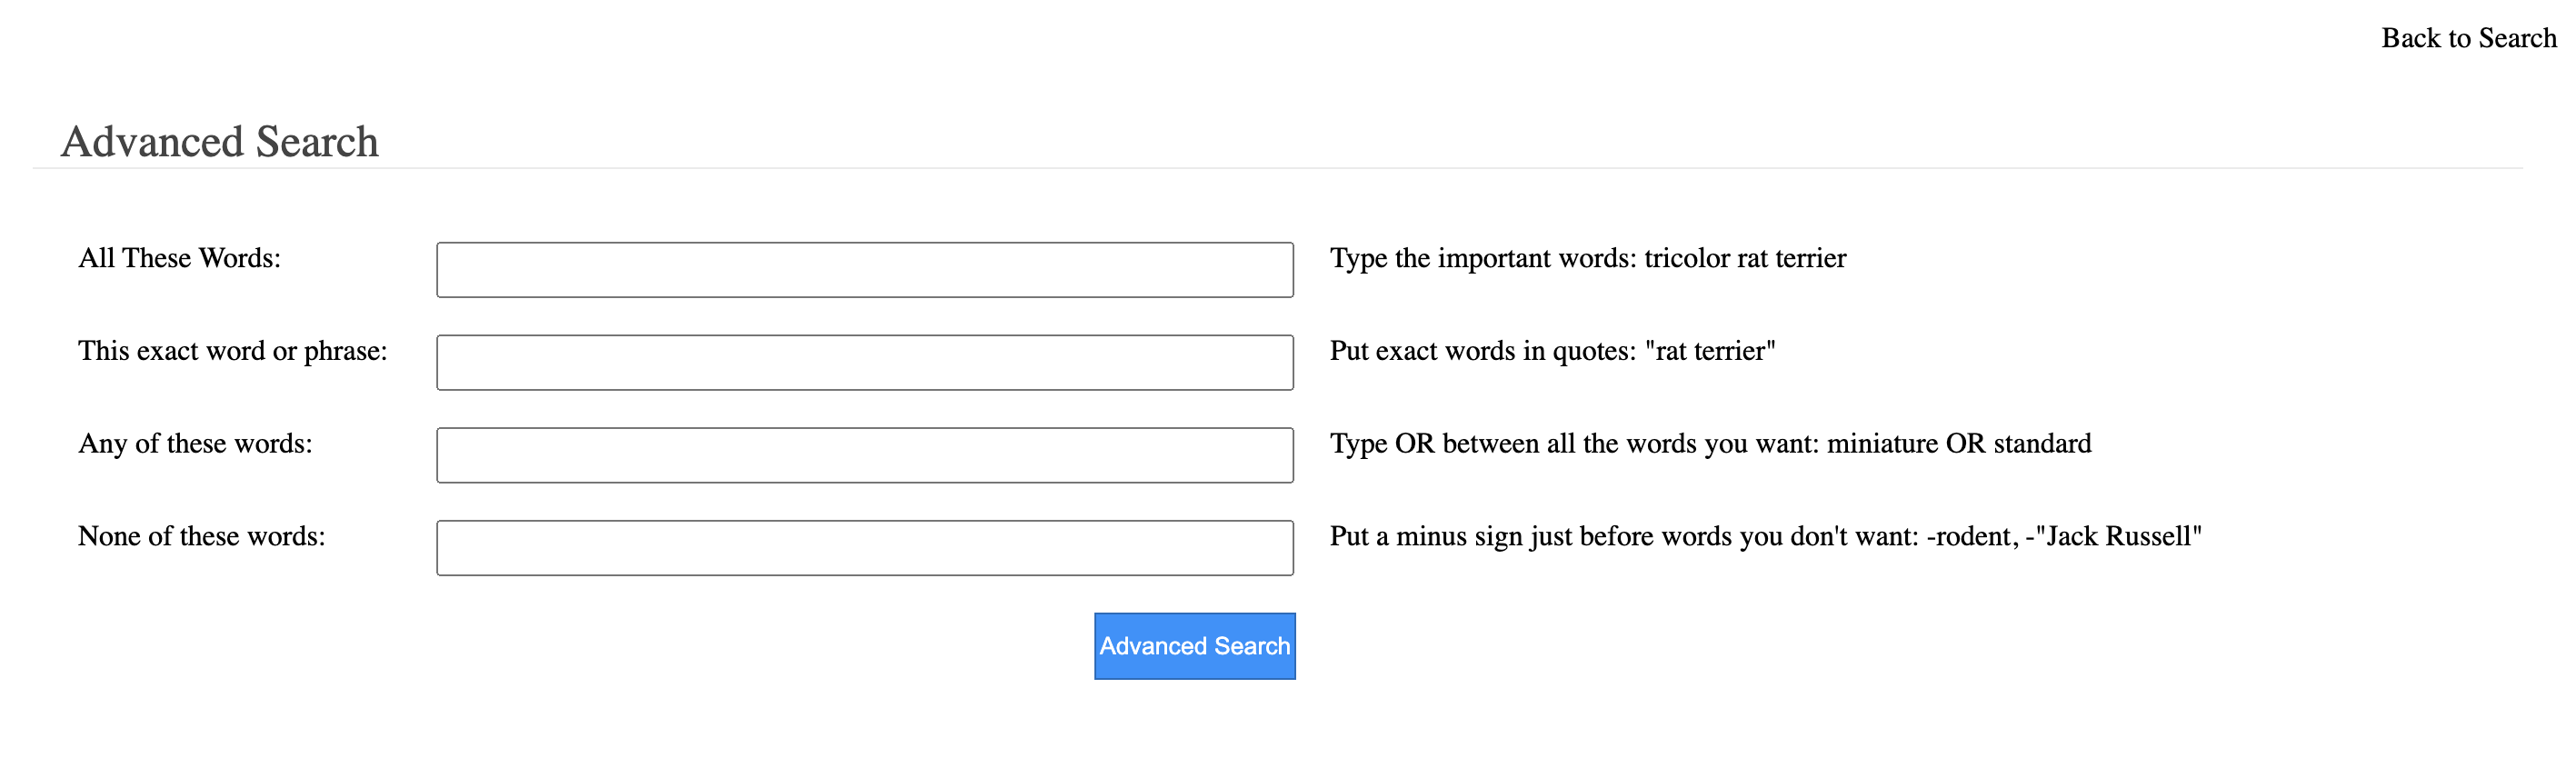 Back to Search
Advanced Search
All These Words:
Type the important words: tricolor rat terrier
This exact word or phrase:
Put exact words in quotes: "rat terrier"
Any of these words:
Type OR between all the words you want: miniature OR standard
None of these words:
Put a minus sign just before words you don't want: -rodent, -"Jack Russell"
Advanced Search